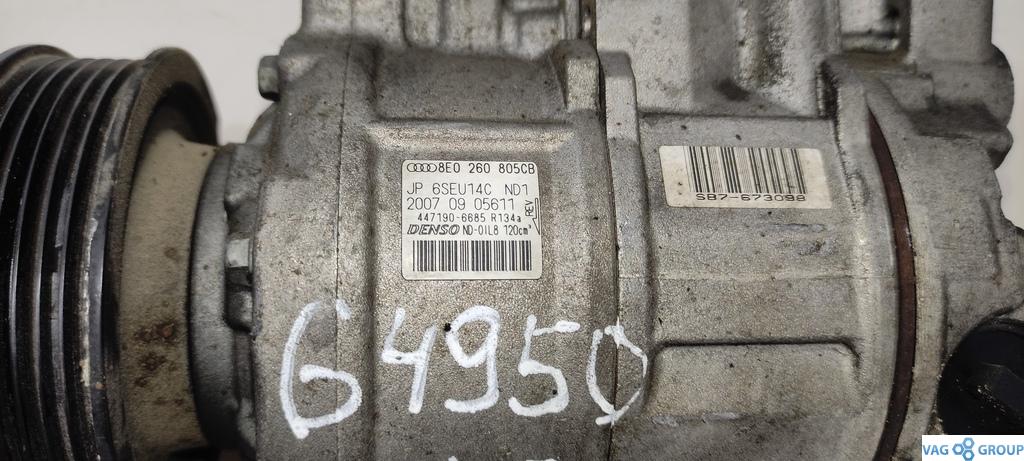 8E0 260 805CB
JP 6SEU14C ND1
2007 09 05611
447190-6685 R134a
DENSO ND-OIL8 120cm³
REV
S87-673098
G4950
VAG GROUP